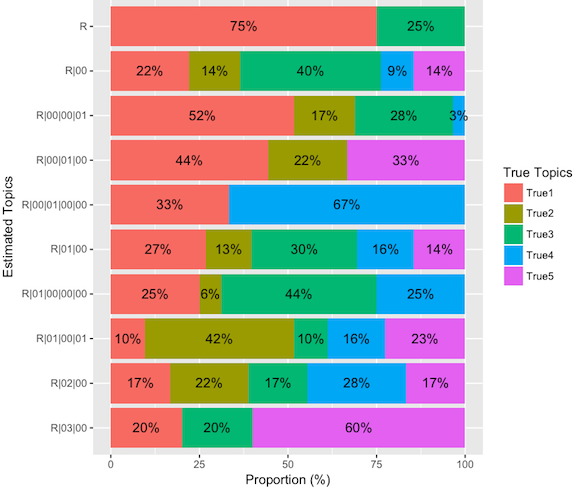 R 75% 25%
R|00 22% 14% 40% 9% 14%
R|00|00|01 52% 17% 28% 3%
R|00|01|00 44% 22% 33%
R|00|01|00|00 33% 67%
R|01|00 27% 13% 30% 16% 14%
R|01|00|00|00 25% 6% 44% 25%
R|01|00|01 10% 42% 10% 16% 23%
R|02|00 17% 22% 17% 28% 17%
R|03|00 20% 20% 60%
0 25 50 75 100
Proportion (%)
Estimated Topics
True Topics
True1
True2
True3
True4
True5